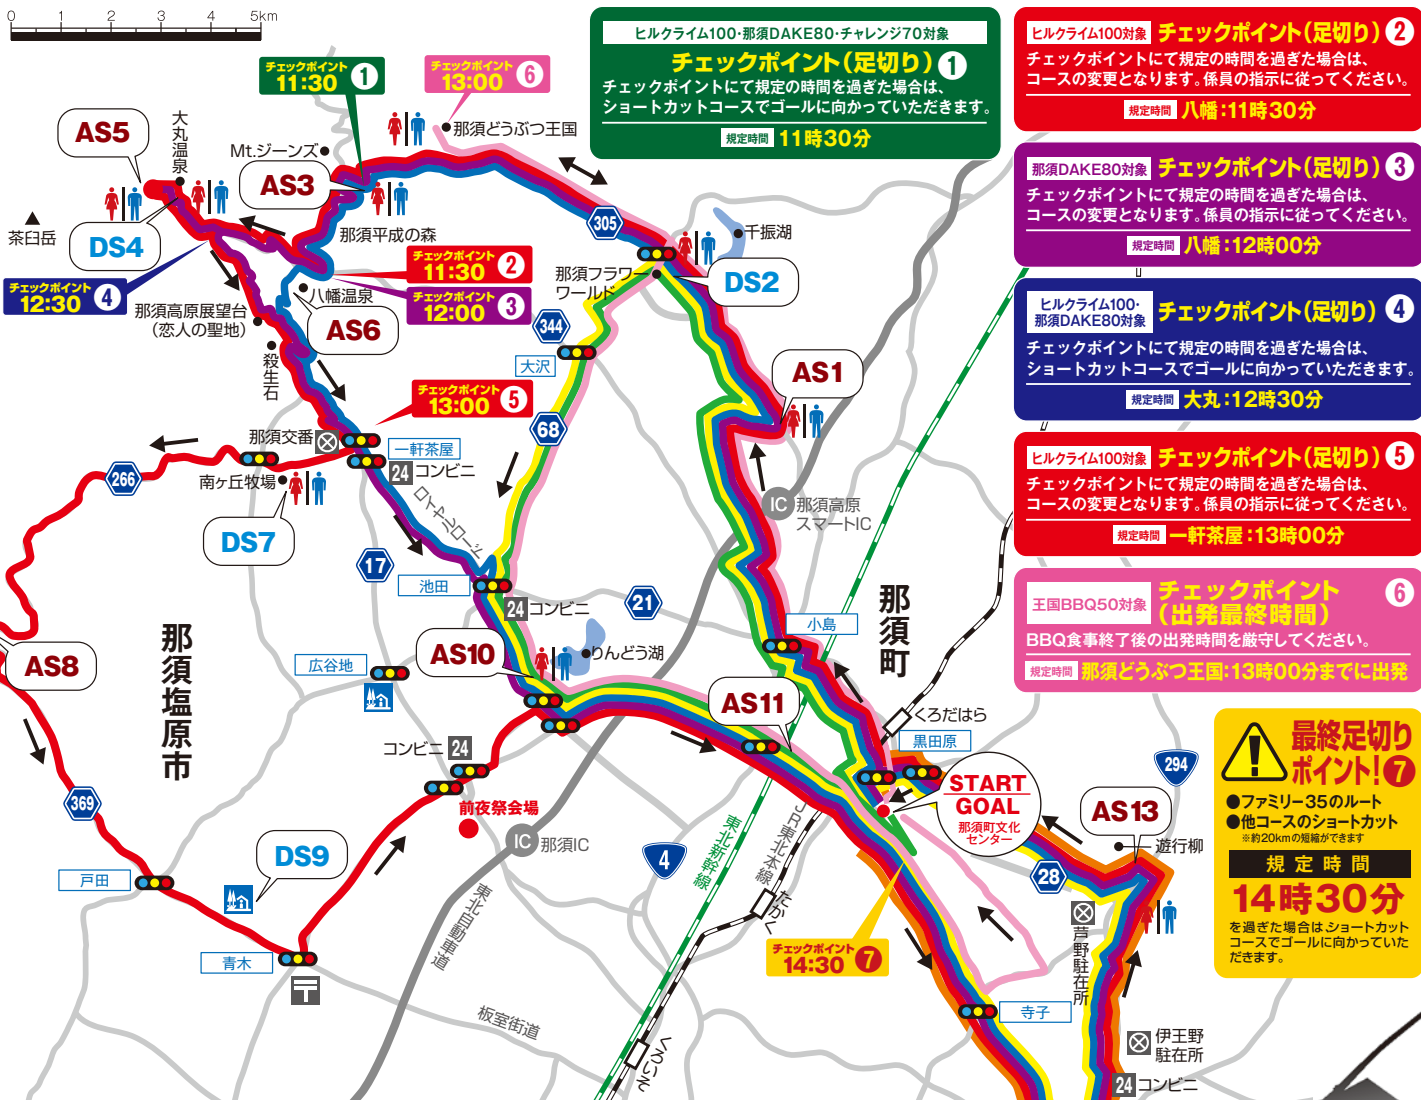 0 1 2 3 4 5km
ヒルクライム100・那須DAKE80・チャレンジ70対象
チェックポイント(足切り)1
チェックポイントにて規定の時間を過ぎた場合は、
ショートカットコースでゴールに向かっていただきます。
規定時間 11時30分
ヒルクライム100対象 チェックポイント(足切り)2
チェックポイントにて規定の時間を過ぎた場合は、
コースの変更となります。係員の指示に従ってください。
規定時間 八幡:11時30分
那須DAKE80対象 チェックポイント(足切り)3
チェックポイントにて規定の時間を過ぎた場合は、
コースの変更となります。係員の指示に従ってください。
規定時間 八幡:12時00分
ヒルクライム100・
那須DAKE80対象
チェックポイント(足切り)4
チェックポイントにて規定の時間を過ぎた場合は、
ショートカットコースでゴールに向かっていただきます。
規定時間 大丸:12時30分
ヒルクライム100対象 チェックポイント(足切り)5
チェックポイントにて規定の時間を過ぎた場合は、
コースの変更となります。係員の指示に従ってください。
規定時間 一軒茶屋:13時00分
王国BBQ50対象
チェックポイント
(出発最終時間)
6
BBQ食事終了後の出発時間を厳守してください。
規定時間 那須どうぶつ王国:13時00分までに出発
最終足切り
ポイント!7
●ファミリー35のルート
●他コースのショートカット
※約20kmの短縮ができます
規定時間
14時30分
を過ぎた場合は、ショートカット
コースでゴールに向かっていた
だきます。
チェックポイント
11:30 1
チェックポイント
13:00 6
AS5
大丸温泉
Mt.ジーンズ
那須どうぶつ王国
AS3
茶臼岳
DS4
那須平成の森
305
千振湖
チェックポイント
11:30 2
チェックポイント
12:00 3
チェックポイント
12:30 4
那須フラワー
ワールド
DS2
八幡温泉
那須高原展望台
(恋人の聖地)
AS6
344
大沢
殺生石
AS1
チェックポイント
13:00 5
68
那須交番
一軒茶屋
24 コンビニ
266
南ヶ丘牧場
ロイヤルロード
IC 那須高原
スマートIC
DS7
17
池田
24 コンビニ
21
那須町
小島
那須塩原市
AS8
広谷地
AS10
りんどう湖
AS11
くろだはら
黒田原
コンビニ 24
294
START
GOAL
那須町文化
センター
369
前夜祭会場
IC 那須IC
AS13
遊行柳
4
28
東北新幹線
JR東北本線
DS9
戸田
たかく
芦野駐在所
東北自動車道
チェックポイント
14:30 7
青木
板室街道
寺子
くろいそ
伊王野
駐在所
24 コンビニ